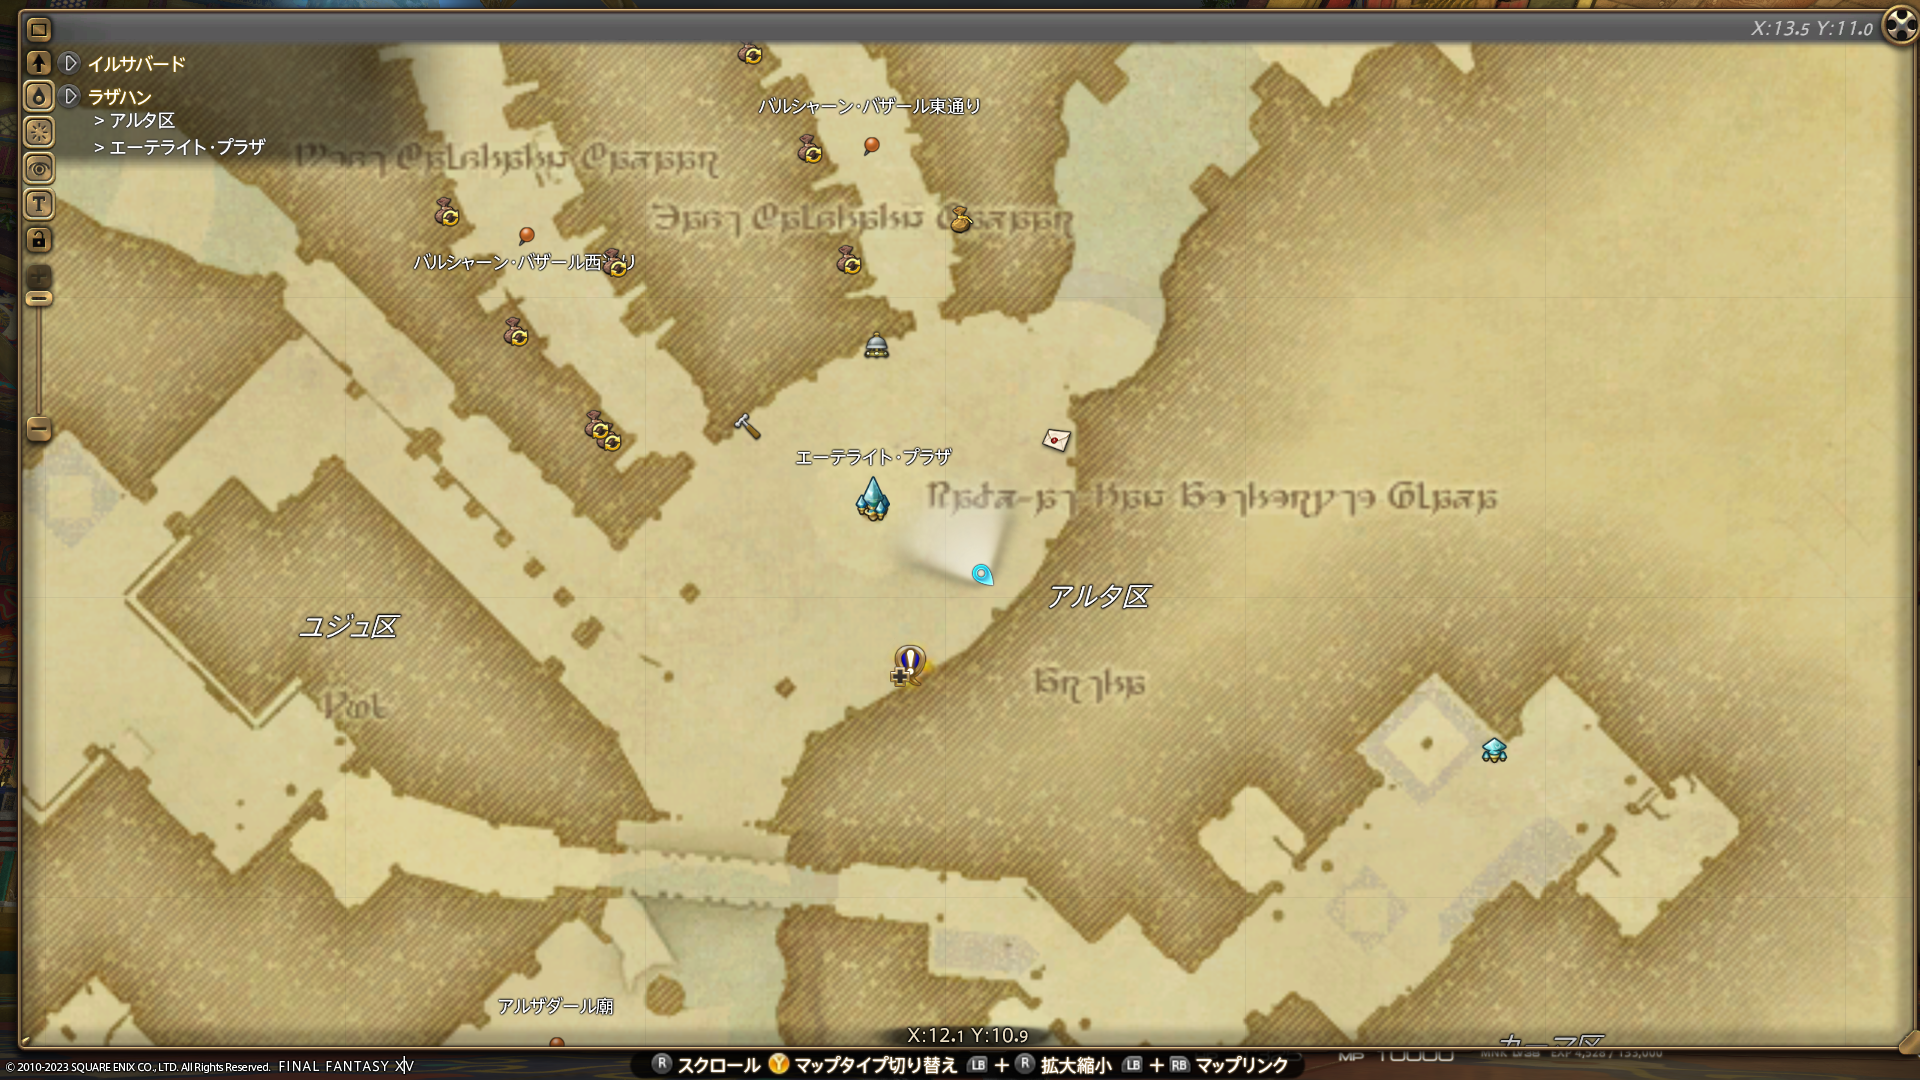 X:13.5 Y:11.0
イルサバード
ラザハン
> アルタ区
> エーテライト・プラザ
T
バルシャーン・バザール東通り
バルシャーン・バザール西通り
エーテライト・プラザ
アルタ区
ユジュ区
アルザダール廟
X:12.1 Y:10.9
© 2010-2023 SQUARE ENIX CO., LTD. All Rights Reserved. FINAL FANTASY XIV
R スクロール Y マップタイプ切り替え LB + R 拡大縮小 LB + RB マップリンク
MP 10000